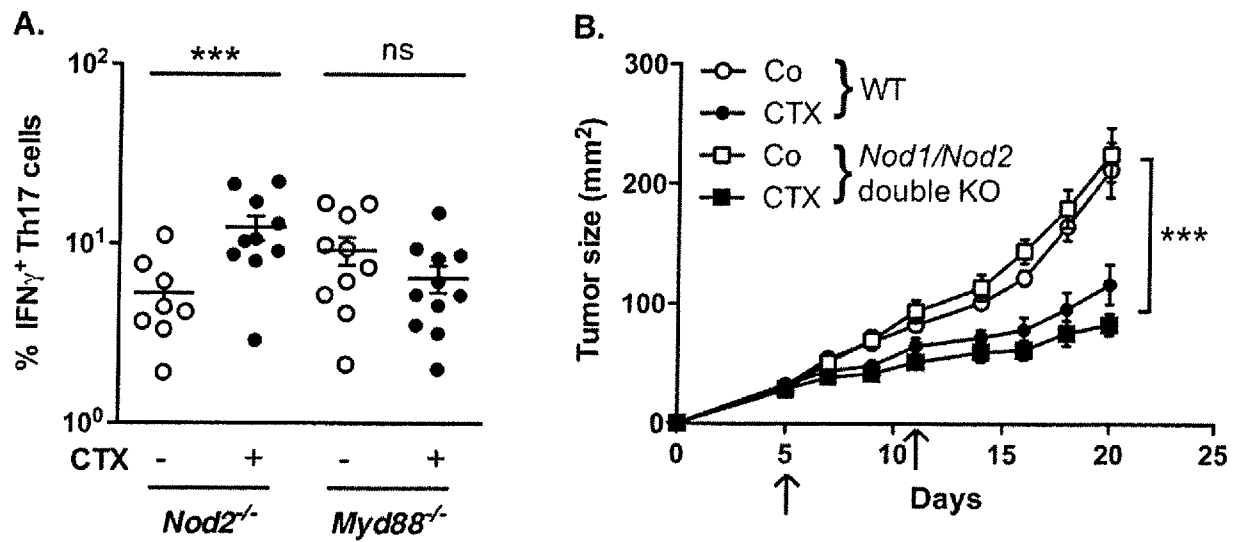 A.
% IFNγ+ Th17 cells
10²
10¹
10⁰
*** ns
CTX - + - +
Nod2-/- Myd88-/-
B.
Tumor size (mm²)
300
200
100
0
Co
CTX
} WT
Co
CTX
} Nod1/Nod2
double KO
***
0 5 10 15 20 25
Days